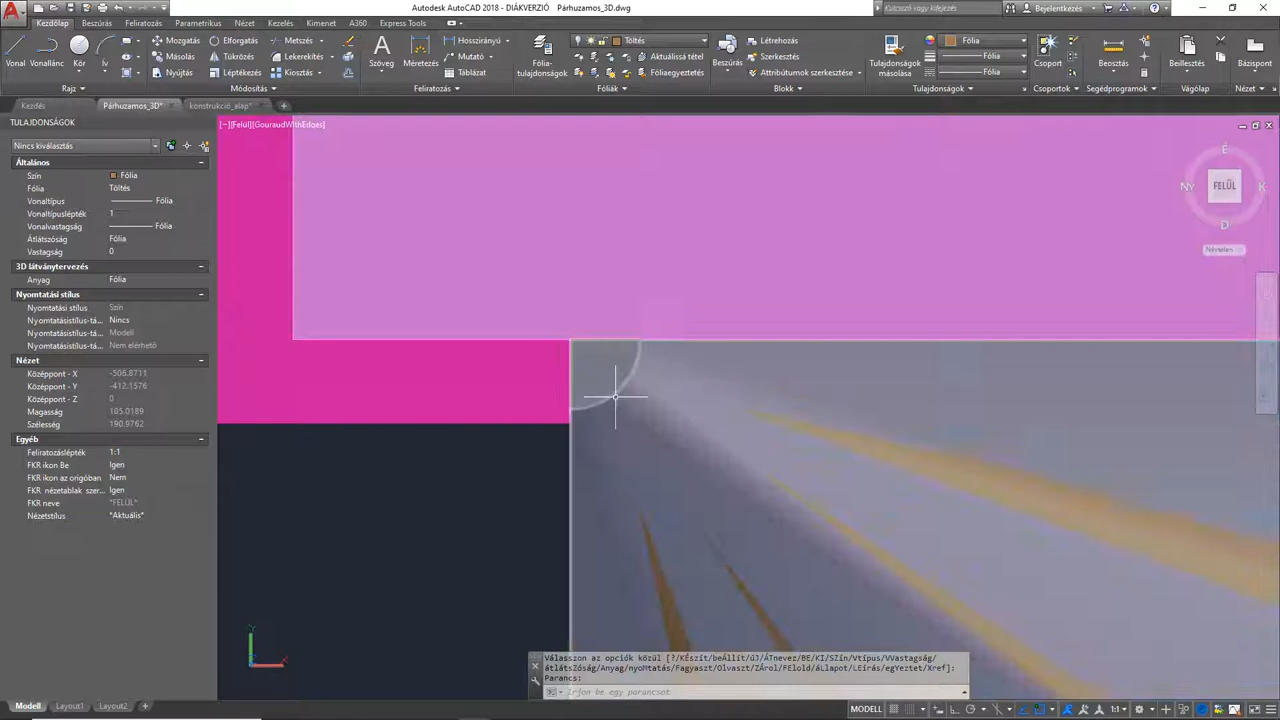 Autodesk AutoCAD 2018 - DIÁKVERZIÓ Párhuzamos_3D.dwg
Kulcsszó vagy kifejezés
Bejelentkezés
Kezdőlap Beszúrás Feliratozás Parametrikus Nézet Kezelés Kimenet A360 Express Tools
Mozgatás Elforgatás Metszés
Másolás Tükrözés Lekerekítés
Nyújtás Léptékezés Kiosztás
Vonal Vonallánc Kör Ív
Szöveg Méretezés
Hosszirányú
Mutató
Táblázat
Fólia-
tulajdonságok
Töltés
Aktuálissá tétel
Fóliaegyeztetés
Beszúrás
Létrehozás
Szerkesztés
Attribútumok szerkesztése
Tulajdonságok
másolása
Fólia
Fólia
Fólia
Csoport
Beosztás
Beillesztés
Bázispont
Rajz Módosítás Feliratozás Fóliák Blokk Tulajdonságok Csoportok Segédprogramok Vágólap Nézet
Kezdés Párhuzamos_3D* konstrukció_alap*
TULAJDONSÁGOK
Nincs kiválasztás
Általános
Szín Fólia
Fólia Töltés
Vonaltípus Fólia
Vonaltípuslépték 1
Vonalvastagság Fólia
Átlátszóság Fólia
Vastagság 0
3D látványtervezés
Anyag Fólia
Nyomtatási stílus
Nyomtatási stílus Szín
Nyomtatásistílus-tá... Nincs
Nyomtatásistílus-tá... Modell
Nyomtatásistílus-tá... Nem elérhető
Nézet
Középpont - X -506.8711
Középpont - Y -412.1576
Középpont - Z 0
Magasság 105.0189
Szélesség 190.9762
Egyéb
Feliratozáslépték 1:1
FKR ikon Be Igen
FKR ikon az origóban Nem
FKR nézetablak szer... Igen
FKR neve *FELÜL*
Nézetstílus *Aktuális*
[−][Felül][GouraudWithEdges]
É
NY FELÜL K
D
Névtelen
Y
X
Válasszon az opciók közül [?/KÉszít/beÁllít/úJ/ÁTnevez/BE/KI/SZín/Vtípus/VVastagság/
átlátsZóság/Anyag/nyoMtatás/Fagyaszt/Olvaszt/ZÁrol/FElold/áLlapot/LEírás/egYeztet/Xref]:
Parancs:
Írjon be egy parancsot
Modell Layout1 Layout2 +
MODELL
1:1